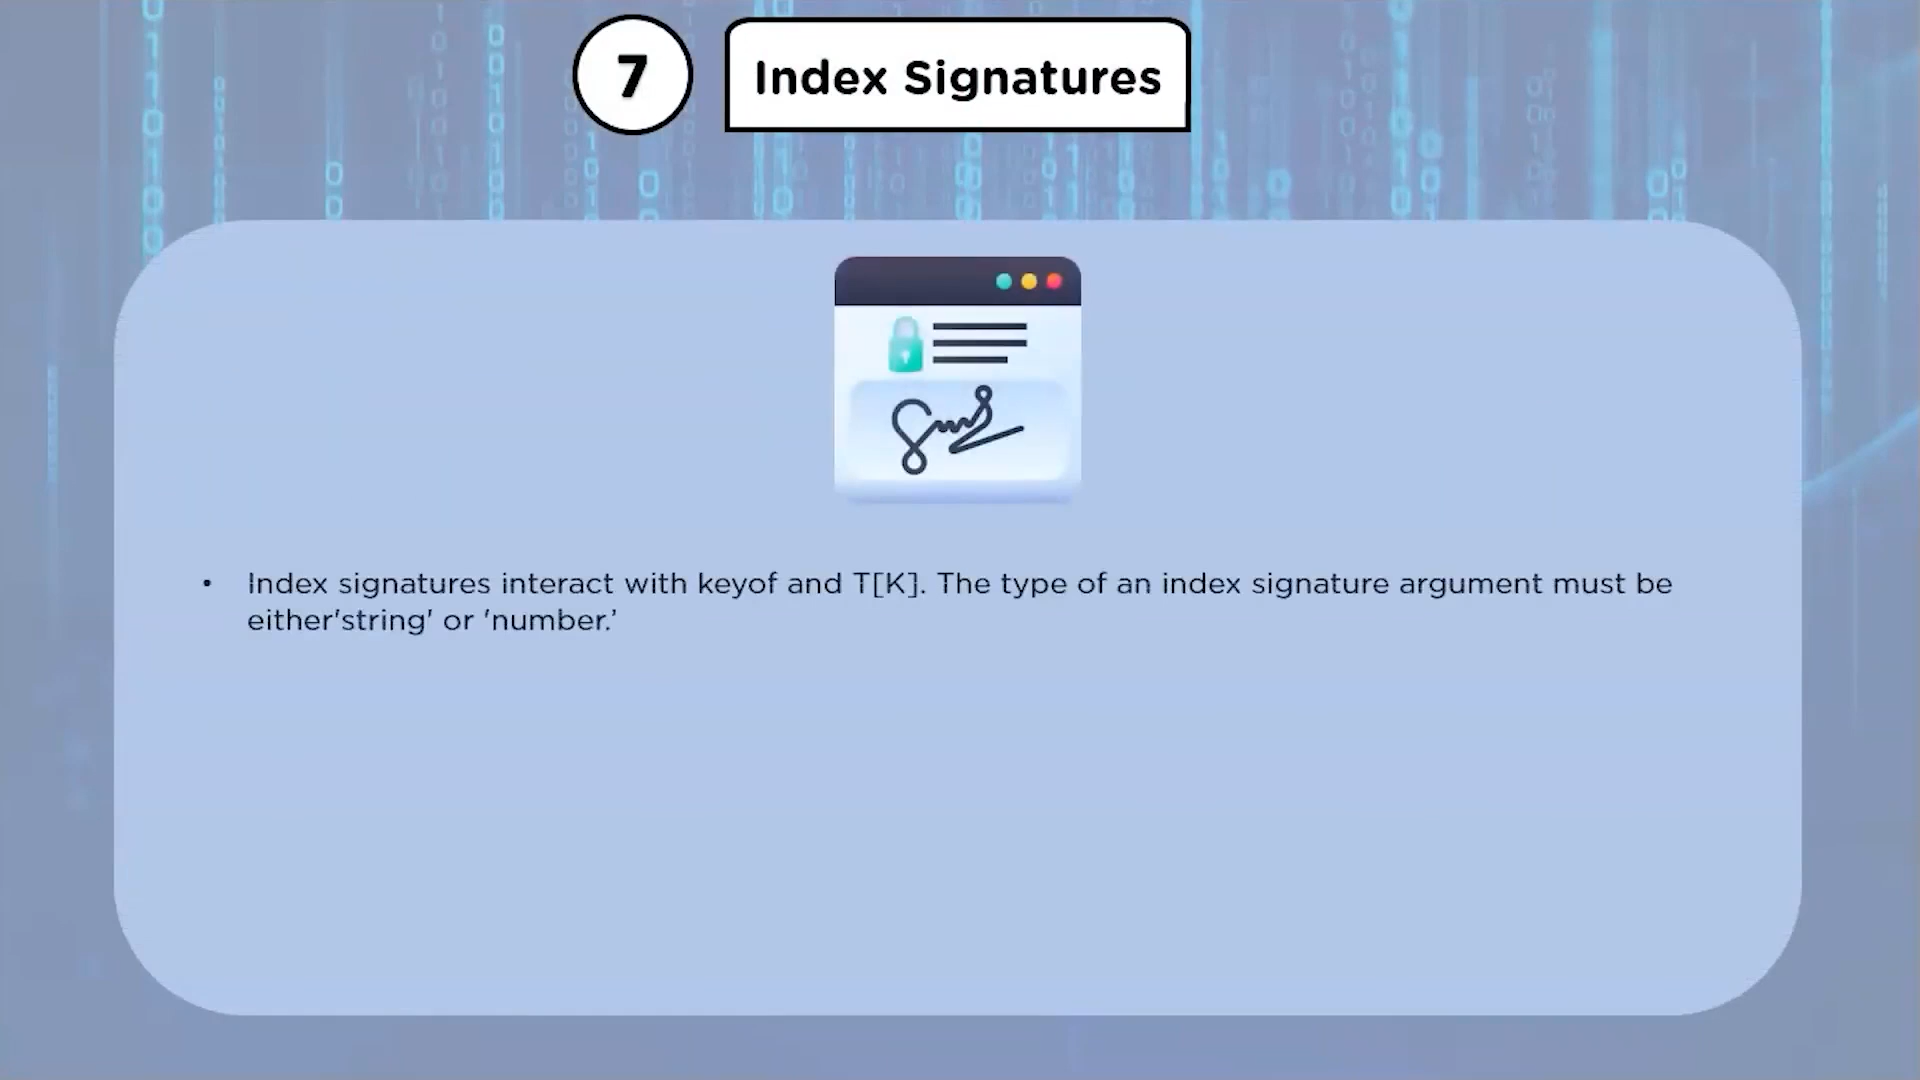 7
Index Signatures
• Index signatures interact with keyof and T[K]. The type of an index signature argument must be
either'string' or 'number.’